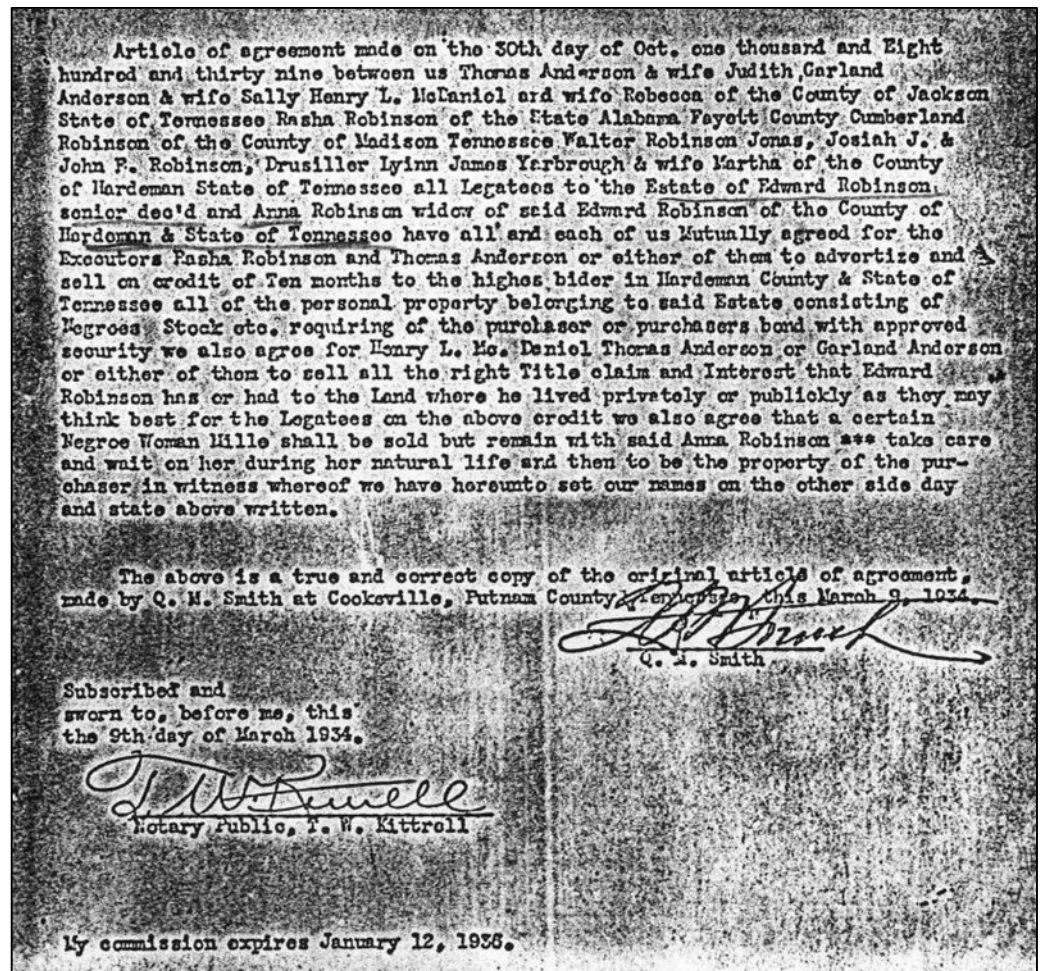 Article of agreement made on the 30th day of Oct. one thousand and Eight
hundred and thirty nine between us Thomas Anderson & wife Judith Garland
Anderson & wife Sally Henry L. McDaniel and wife Rebecca of the County of Jackson
State of Tennessee Rasha Robinson of the State Alabama Fayott County Cumberland
Robinson of the County of Madison Tennessee Walter Robinson Jonas, Josiah J. &
John P. Robinson, Drusiller Lyinn James Yarbrough & wife Martha of the County
of Hardeman State of Tennessee all Legatees to the Estate of Edward Robinson
senior dec'd and Anna Robinson widow of said Edward Robinson of the County of
Hardeman & State of Tennessee have all and each of us Mutually agreed for the
Executors Rasha Robinson and Thomas Anderson or either of them to advertize and
sell on credit of Ten months to the highes bider in Hardeman County & State of
Tennessee all of the personal property belonging to said Estate consisting of
Negroes Stock etc. requiring of the purchaser or purchasers bond with approved
security we also agree for Henry L. Mc. Daniel Thomas Anderson or Garland Anderson
or either of them to sell all the right Title claim and Interest that Edward
Robinson has or had to the Land where he lived privately or publickly as they may
think best for the Legatees on the above credit we also agree that a certain
Negroe Woman Mille shall be sold but remain with said Anna Robinson *** take care
and wait on her during her natural life and then to be the property of the pur-
chaser in witness whereof we have hereunto set our names on the other side day
and state above written.
The above is a true and correct copy of the original article of agreement,
made by Q. M. Smith at Cookeville, Putnam County, Tennessee, this March 9, 1934.
Q. M. Smith
Subscribed and
sworn to, before me, this
the 9th day of March 1934.
Notary Public, T. W. Kittrell
My commission expires January 12, 1936.